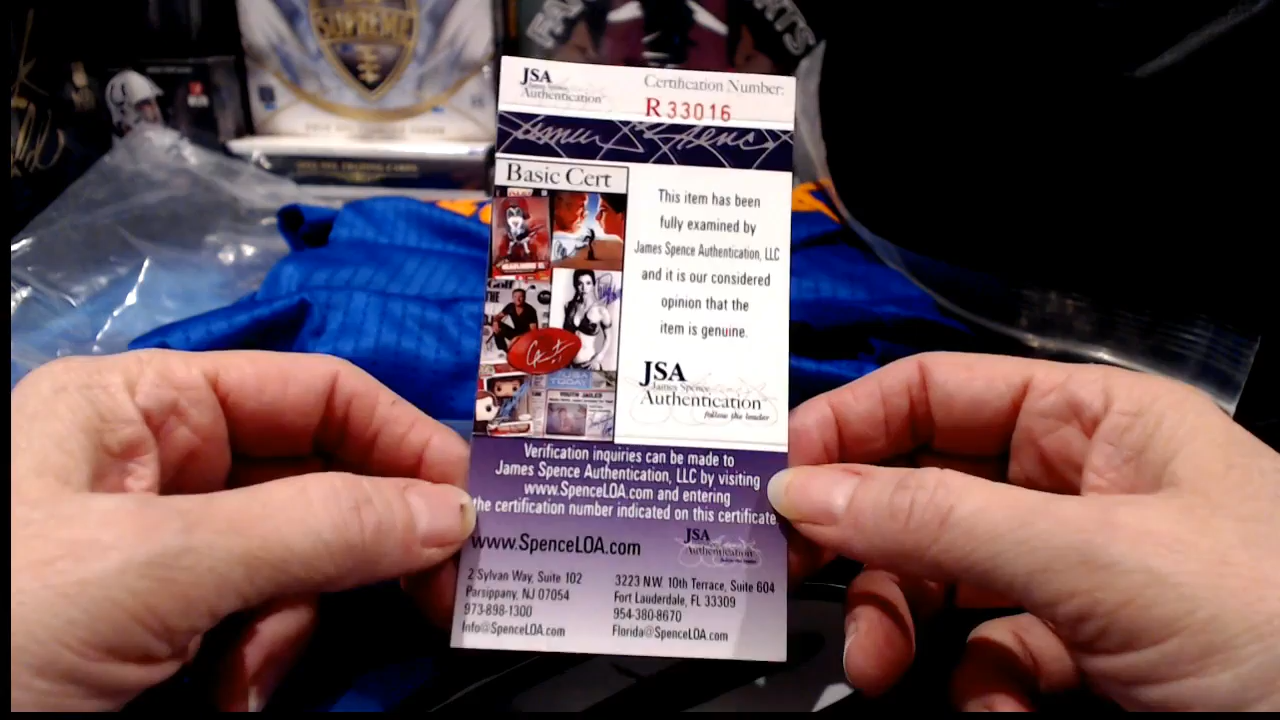 SUPREME
JSA
James Spence
Authentication
Certification Number:
R 33016
Basic Cert
This item has been
fully examined by
James Spence Authentication, LLC
and it is our considered
opinion that the
item is genuine.
JSA
James Spence
Authentication
follow the leader
USA
TODAY
Verification inquiries can be made to
James Spence Authentication, LLC by visiting
www.SpenceLOA.com and entering
the certification number indicated on this certificate
www.SpenceLOA.com
JSA
Authentication
2 Sylvan Way, Suite 102
Parsippany, NJ 07054
973-898-1300
Info@SpenceLOA.com
3223 N.W. 10th Terrace, Suite 604
Fort Lauderdale, FL 33309
954-380-8670
Florida@SpenceLOA.com